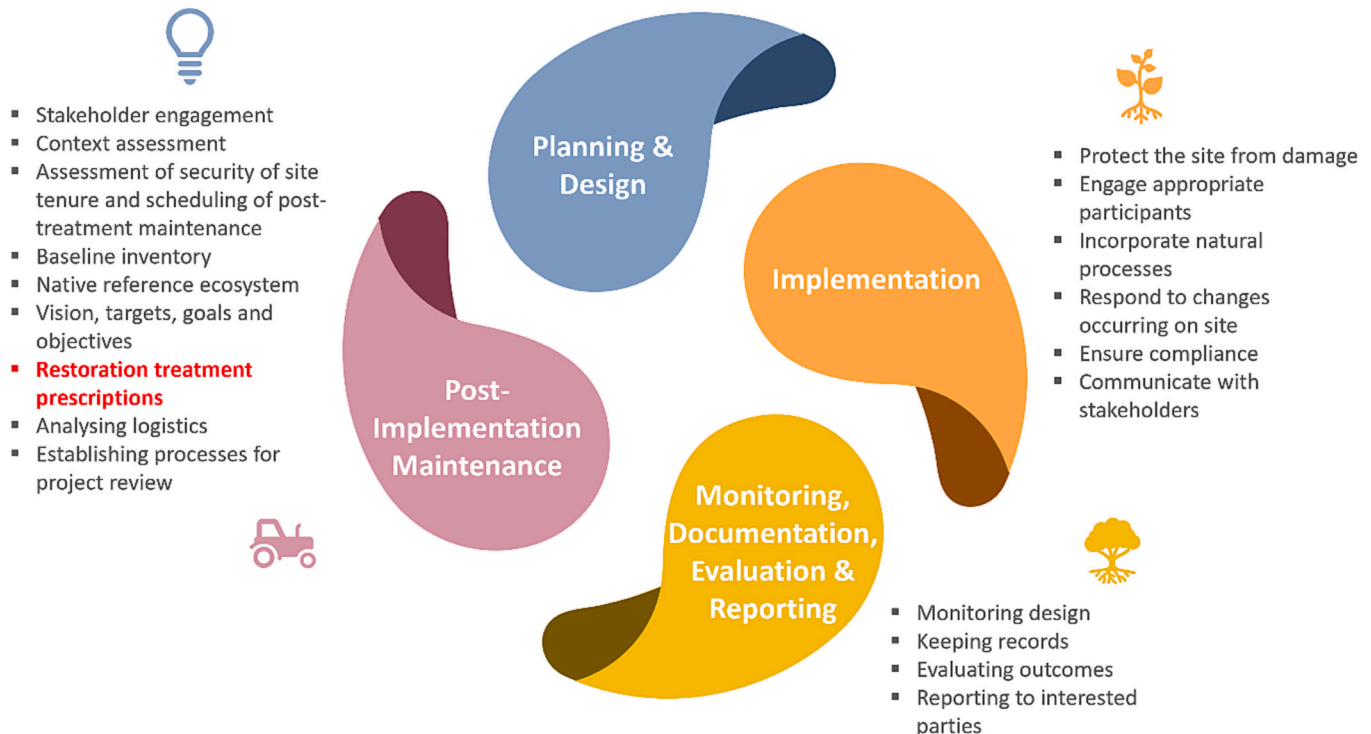 Planning &
Design
▪ Stakeholder engagement
▪ Context assessment
▪ Assessment of security of site
tenure and scheduling of post-
treatment maintenance
▪ Baseline inventory
▪ Native reference ecosystem
▪ Vision, targets, goals and
objectives
▪ Restoration treatment
prescriptions
▪ Analysing logistics
▪ Establishing processes for
project review
Implementation
▪ Protect the site from damage
▪ Engage appropriate
participants
▪ Incorporate natural
processes
▪ Respond to changes
occurring on site
▪ Ensure compliance
▪ Communicate with
stakeholders
Monitoring,
Documentation,
Evaluation &
Reporting
▪ Monitoring design
▪ Keeping records
▪ Evaluating outcomes
▪ Reporting to interested
parties
Post-
Implementation
Maintenance